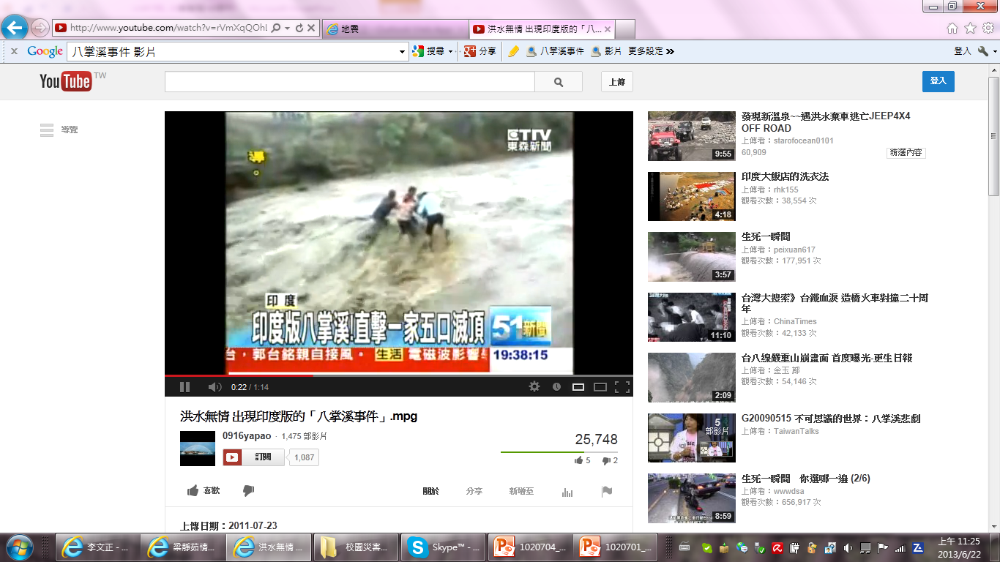 http://www.youtube.com/watch?v=rVmXqQOhl
地震
洪水無情 出現印度版的「八...
Google
八掌溪事件 影片
搜尋
分享
八掌溪事件
影片
更多設定
登入
YouTube TW
上傳
登入
導覽
ETTV
東森新聞
導
印度
印度版八掌溪!直擊一家五口滅頂
51新聞
台，郭台銘親自接風。 生活 電磁波影響
19:38:15
0:22 / 1:14
洪水無情 出現印度版的「八掌溪事件」.mpg
0916yapao · 1,475 部影片
訂閱
1,087
25,748
5
2
喜歡
關於
分享
新增至
上傳日期：2011-07-23
9:55
發現新溫泉~~遇洪水棄車逃亡JEEP4X4
OFF ROAD
上傳者：starofocean0101
60,909
精選內容
4:18
印度大飯店的洗衣法
上傳者：rhk155
觀看次數：38,554 次
3:57
生死一瞬間
上傳者：peixuan617
觀看次數：177,951 次
11:10
台灣大搜索》台鐵血淚 造橋火車對撞二十周
年
上傳者：ChinaTimes
觀看次數：42,133 次
2:09
台八線嚴重山崩畫面 首度曝光-更生日報
上傳者：金玉 鄭
觀看次數：54,146 次
5
部影片
G20090515 不可思議的世界：八掌溪悲劇
上傳者：TaiwanTalks
8:59
生死一瞬間　你選哪一邊 (2/6)
上傳者：wwwdsa
觀看次數：656,917 次
李文正 - ...
梁靜茹情...
洪水無情 ...
校園災害...
Skype™ - ...
1020704_...
1020701_...
上午 11:25
2013/6/22